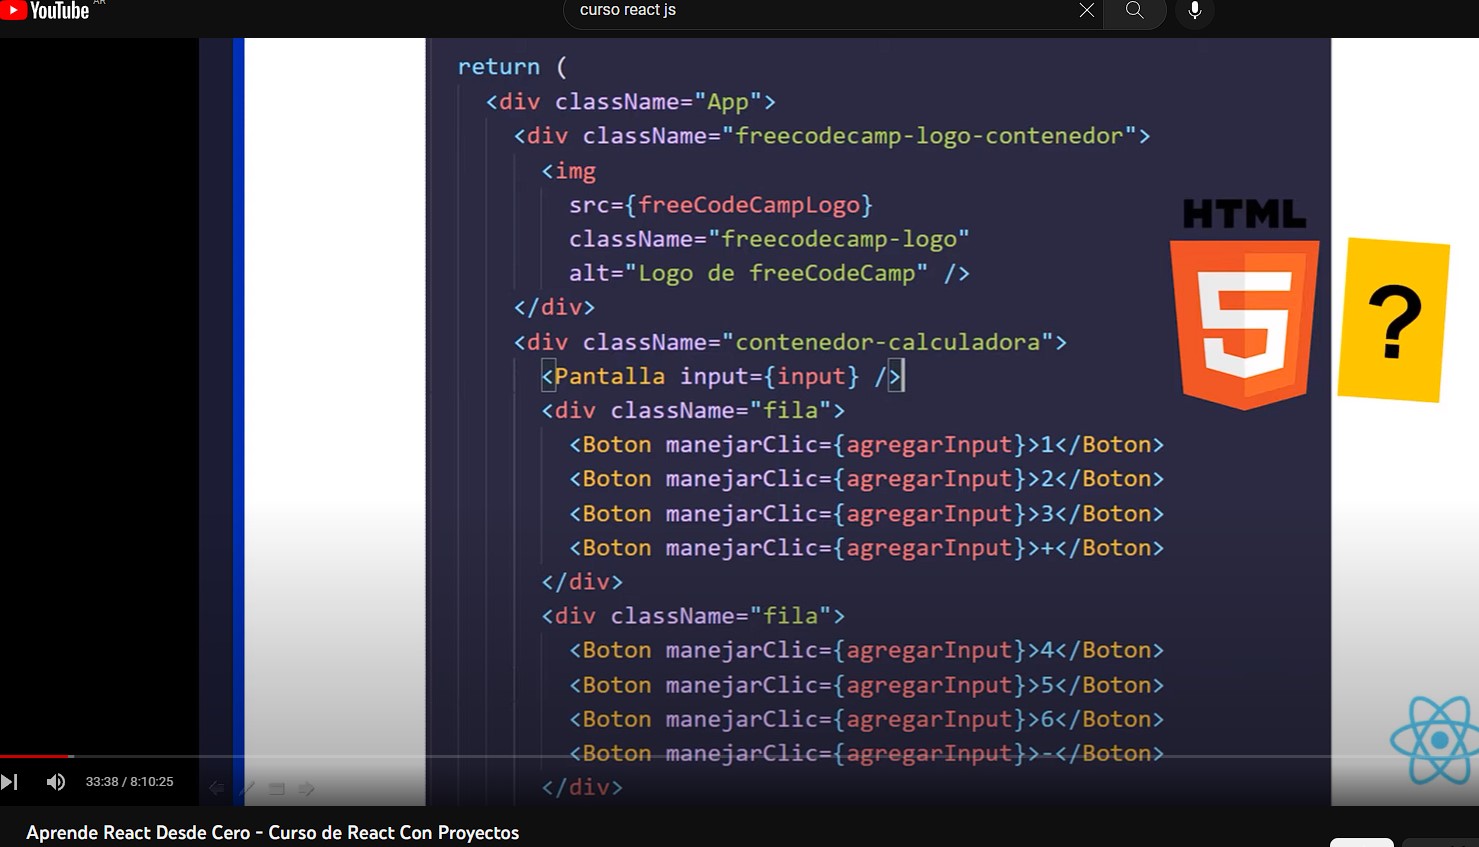 YouTube
AR
curso react js
return (
<div className="App">
<div className="freecodecamp-logo-contenedor">
<img
src={freeCodeCampLogo}
className="freecodecamp-logo"
alt="Logo de freeCodeCamp" />
</div>
<div className="contenedor-calculadora">
<Pantalla input={input} />
<div className="fila">
<Boton manejarClic={agregarInput}>1</Boton>
<Boton manejarClic={agregarInput}>2</Boton>
<Boton manejarClic={agregarInput}>3</Boton>
<Boton manejarClic={agregarInput}>+</Boton>
</div>
<div className="fila">
<Boton manejarClic={agregarInput}>4</Boton>
<Boton manejarClic={agregarInput}>5</Boton>
<Boton manejarClic={agregarInput}>6</Boton>
<Boton manejarClic={agregarInput}>-</Boton>
</div>
HTML
5
?
33:38 / 8:10:25
Aprende React Desde Cero - Curso de React Con Proyectos